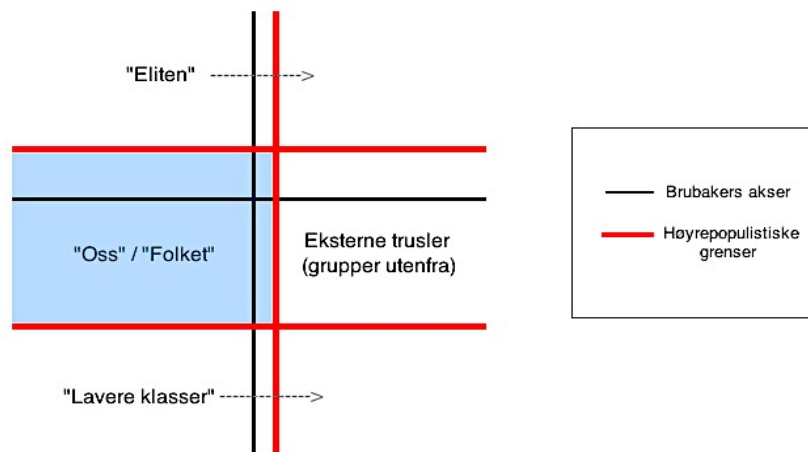 "Eliten"
"Oss" / "Folket"
Eksterne trusler
(grupper utenfra)
"Lavere klasser"
Brubakers akser
Høyrepopulistiske
grenser